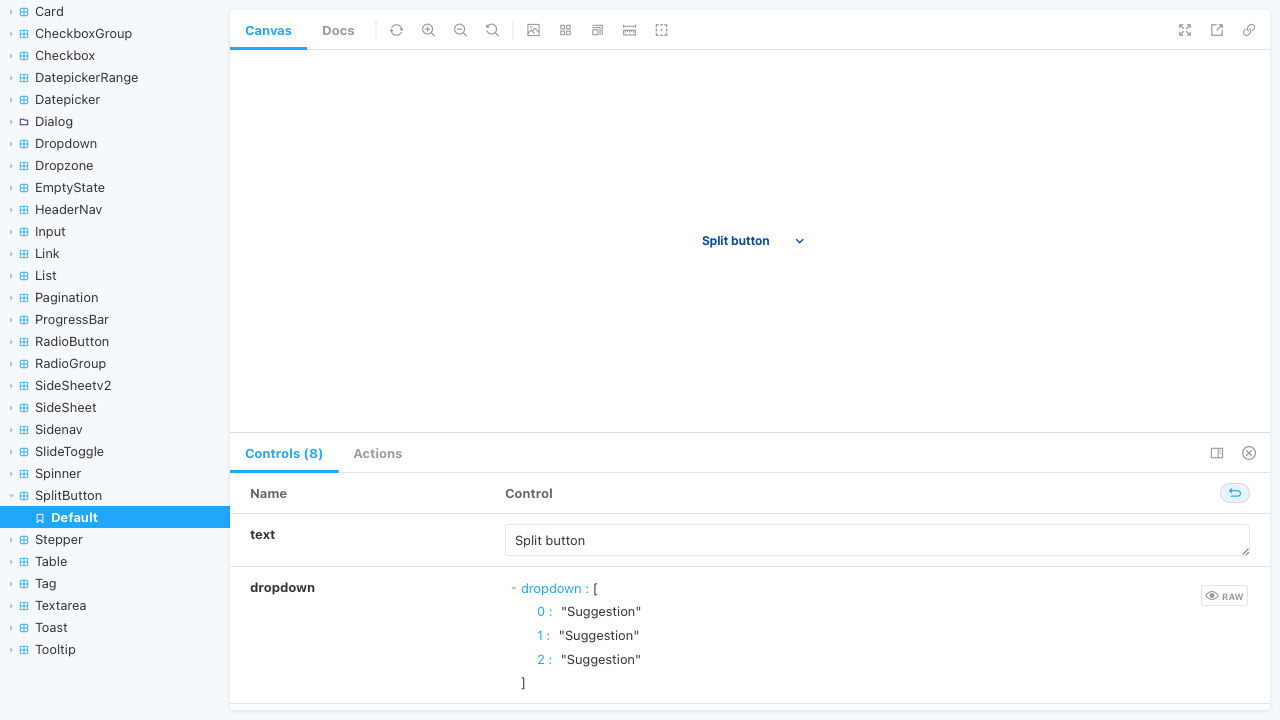 Card
CheckboxGroup
Checkbox
DatepickerRange
Datepicker
Dialog
Dropdown
Dropzone
EmptyState
HeaderNav
Input
Link
List
Pagination
ProgressBar
RadioButton
RadioGroup
SideSheetv2
SideSheet
Sidenav
SlideToggle
Spinner
SplitButton
Default
Stepper
Table
Tag
Textarea
Toast
Tooltip
Canvas Docs
Split button
Controls (8) Actions
Name Control
text Split button
dropdown dropdown : [ RAW
0 : "Suggestion"
1 : "Suggestion"
2 : "Suggestion"
]